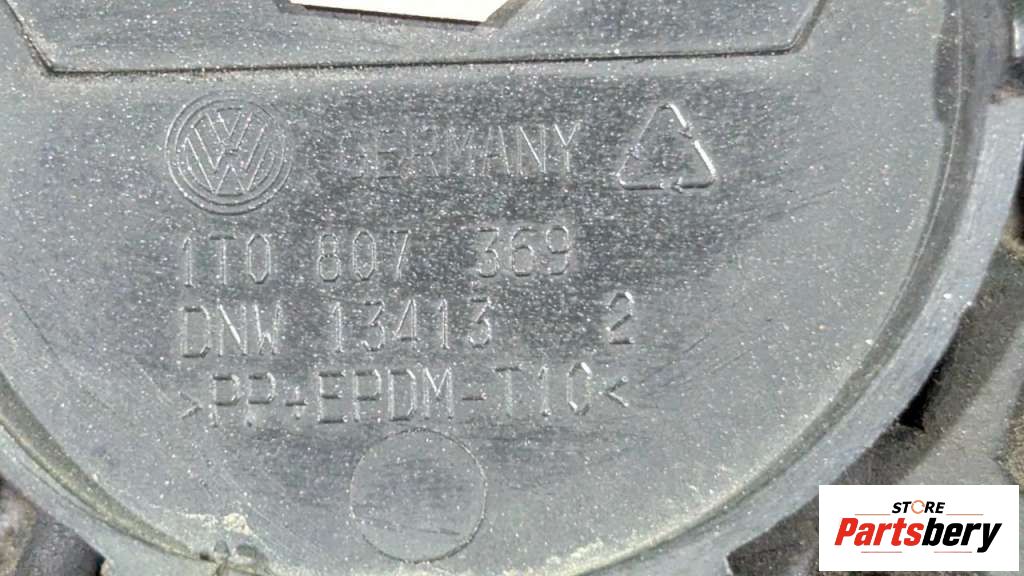 GERMANY
1T0 807 369
DNW 13413 2
>PP+EPDM-T10<
STORE
Partsbery